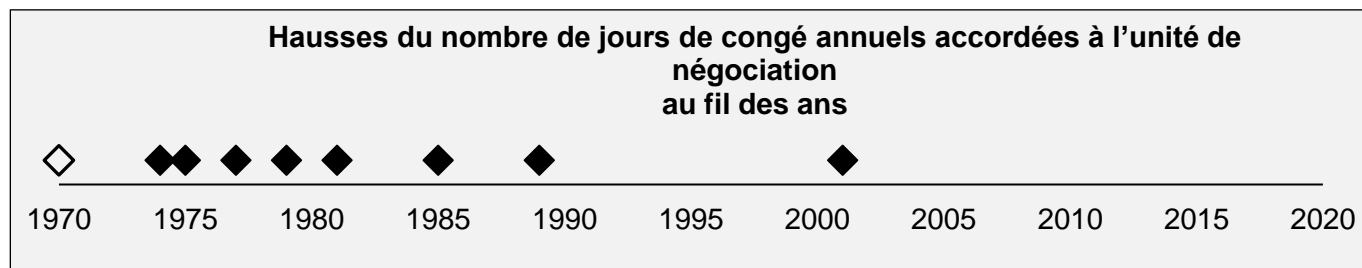 Hausses du nombre de jours de congé annuels accordées à l’unité de
négociation
au fil des ans
1970 1975 1980 1985 1990 1995 2000 2005 2010 2015 2020